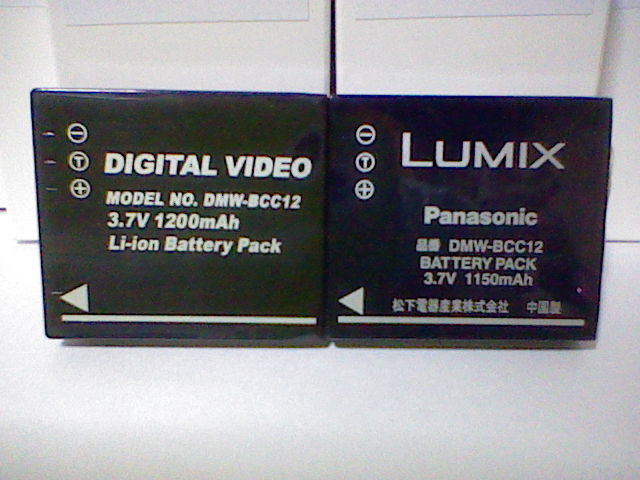 ⊖
Ⓣ
⊕
DIGITAL VIDEO
MODEL NO. DMW-BCC12
3.7V 1200mAh
Li-ion Battery Pack
⊖
Ⓣ
⊕
LUMIX
Panasonic
品番 DMW-BCC12
BATTERY PACK
3.7V 1150mAh
松下電器産業株式会社 中国製